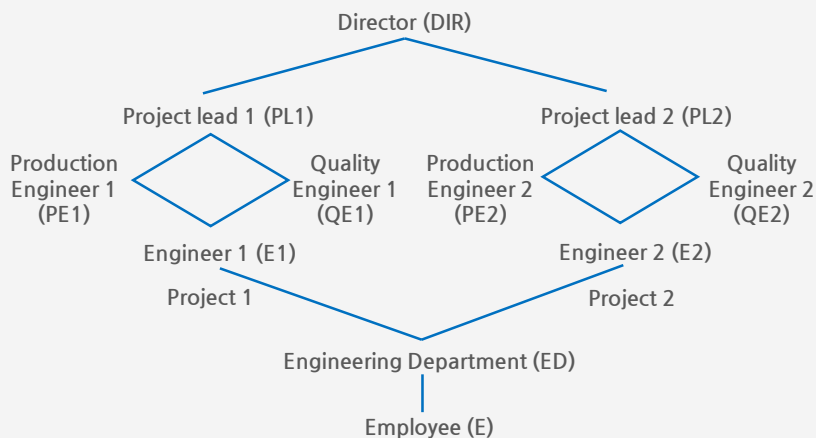 Director (DIR)
Project lead 1 (PL1)
Project lead 2 (PL2)
Production
Engineer 1
(PE1)
Quality
Engineer 1
(QE1)
Production
Engineer 2
(PE2)
Quality
Engineer 2
(QE2)
Engineer 1 (E1)
Engineer 2 (E2)
Project 1
Project 2
Engineering Department (ED)
Employee (E)